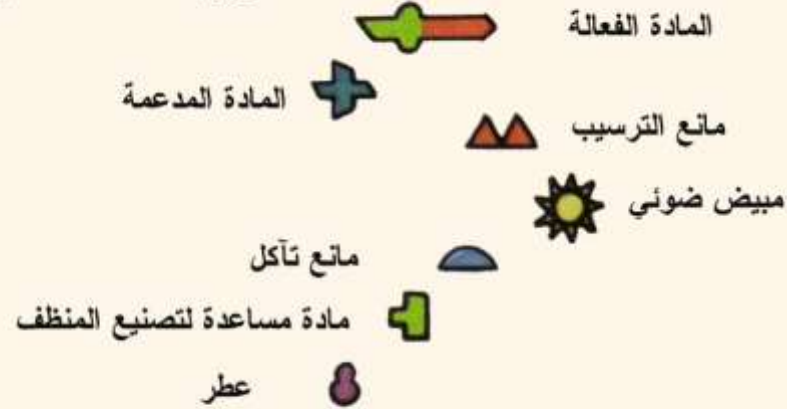 المادة الفعالة
المادة المدعمة
مانع الترسيب
مبيض ضوئي
مانع تآكل
مادة مساعدة لتصنيع المنظف
عطر